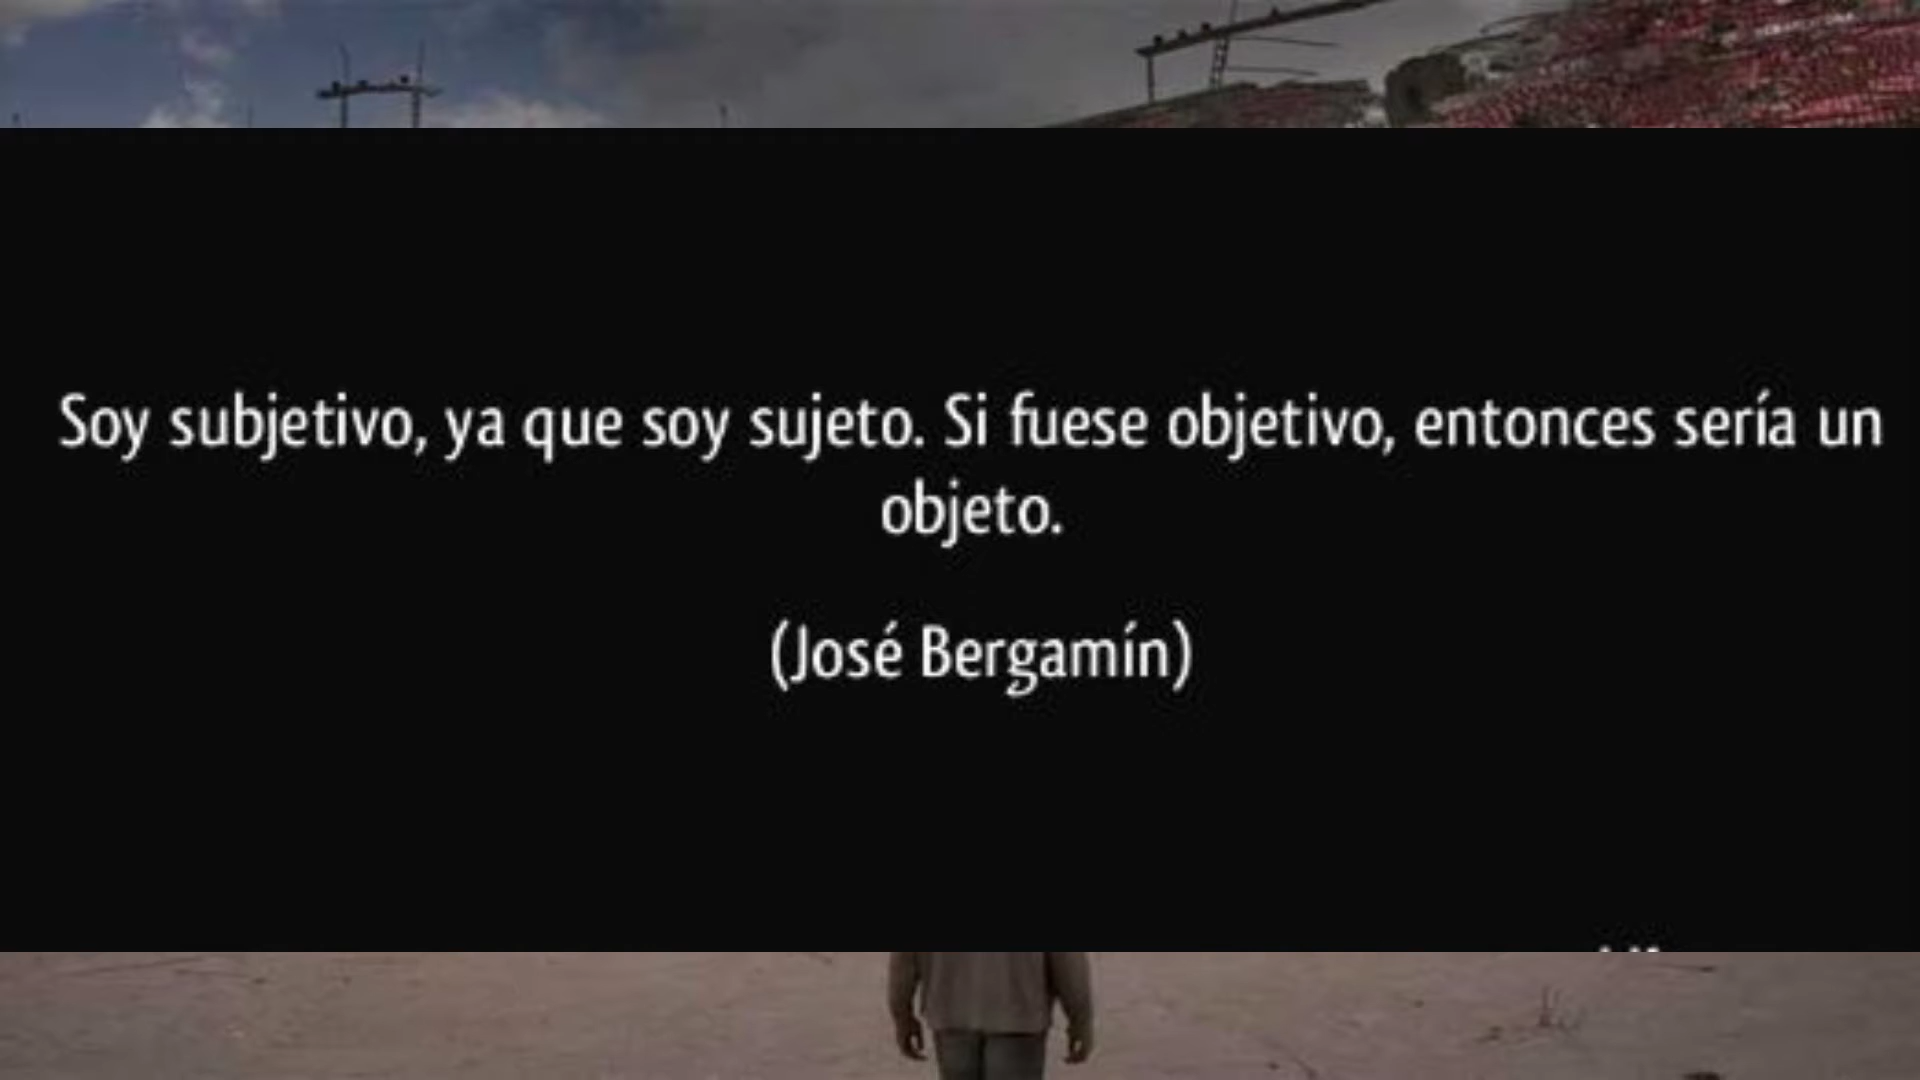 Soy subjetivo, ya que soy sujeto. Si fuese objetivo, entonces sería un
objeto.
(José Bergamín)